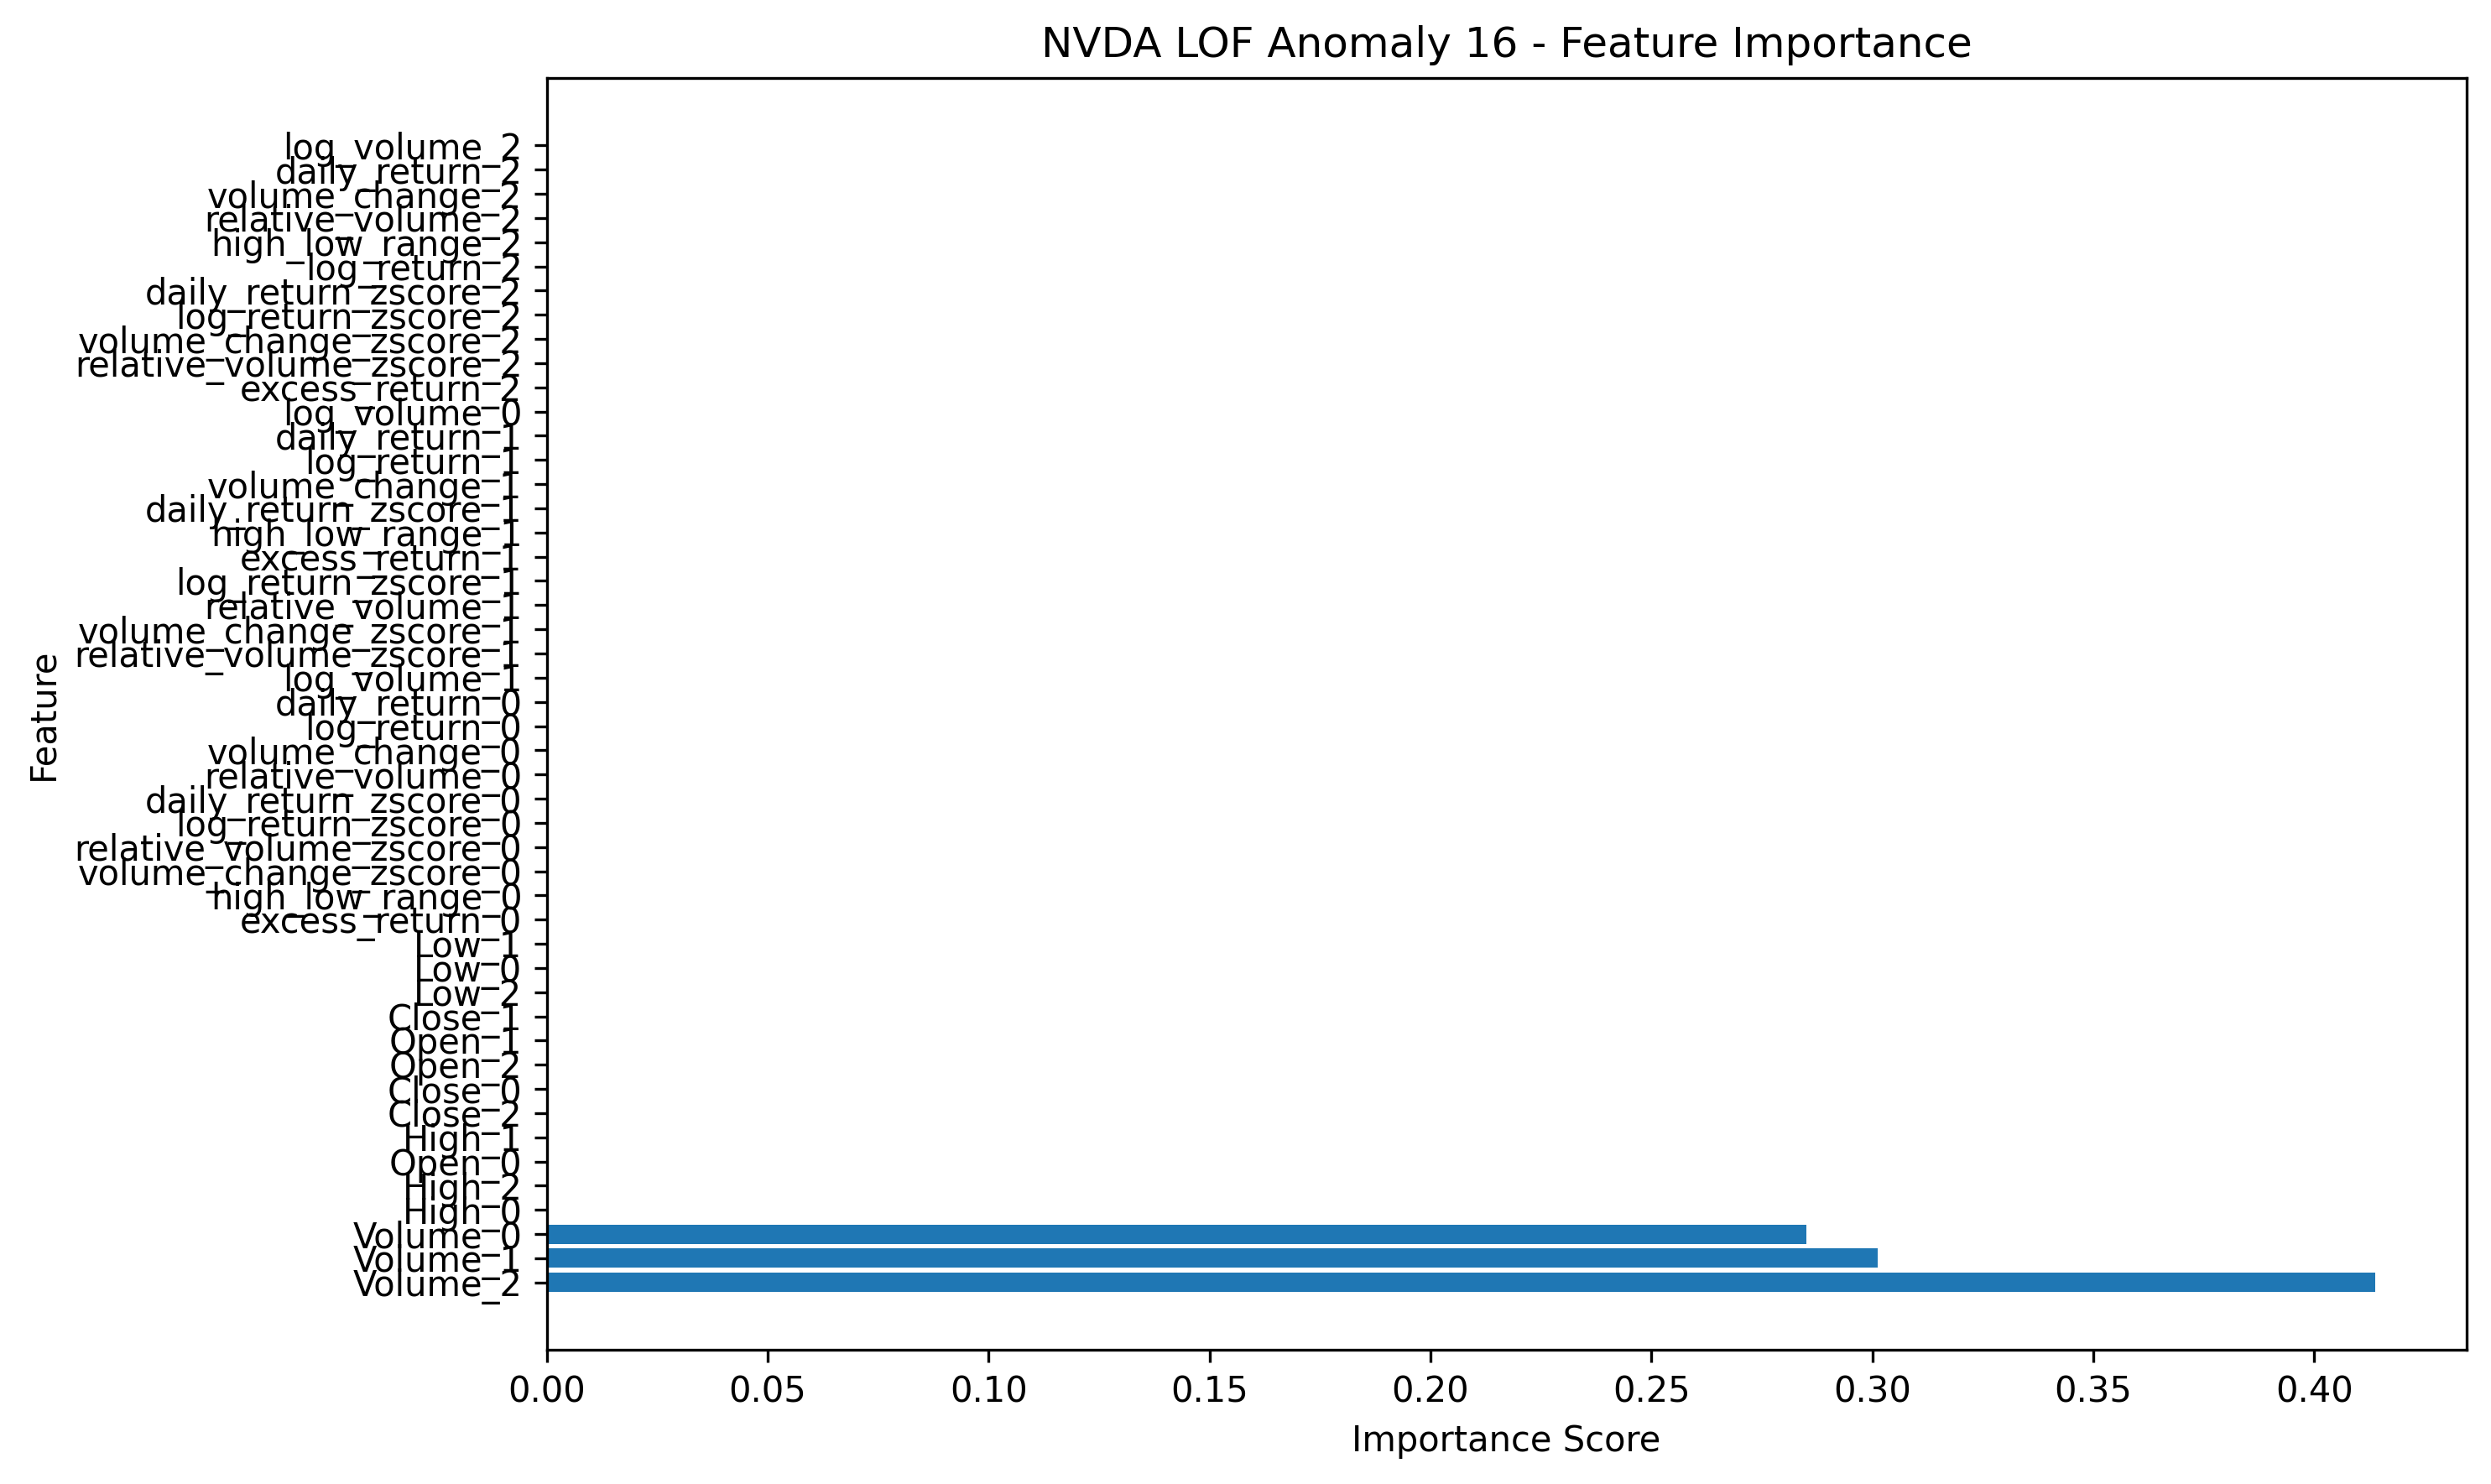 NVDA LOF Anomaly 16 - Feature Importance
log_volume_2
daily_return_2
volume_change_2
relative_volume_2
high_low_range_2
log_return_2
daily_return_zscore_2
log_return_zscore_2
volume_change_zscore_2
relative_volume_zscore_2
excess_return_2
log_volume_0
daily_return_1
log_return_1
volume_change_1
daily_return_zscore_1
high_low_range_1
excess_return_1
log_return_zscore_1
relative_volume_1
volume_change_zscore_1
relative_volume_zscore_1
log_volume_1
daily_return_0
log_return_0
volume_change_0
relative_volume_0
daily_return_zscore_0
log_return_zscore_0
relative_volume_zscore_0
volume_change_zscore_0
high_low_range_0
excess_return_0
Low_1
Low_0
Low_2
Close_1
Open_1
Open_2
Close_0
Close_2
High_1
Open_0
High_2
High_0
Volume_0
Volume_1
Volume_2
Feature
0.00 0.05 0.10 0.15 0.20 0.25 0.30 0.35 0.40
Importance Score